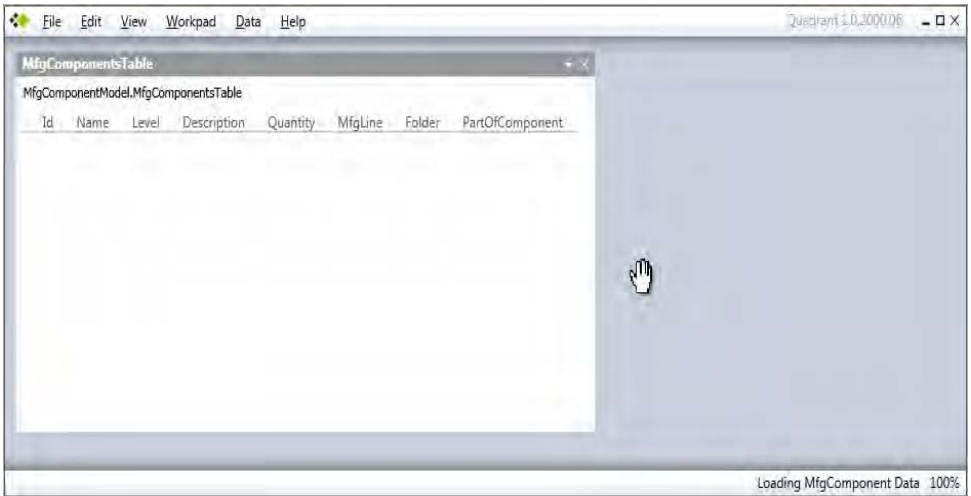 File Edit View Workpad Data Help Quadrant 1.0.2000.06
MfgComponentsTable
MfgComponentModel.MfgComponentsTable
Id Name Level Description Quantity MfgLine Folder PartOfComponent
Loading MfgComponent Data 100%